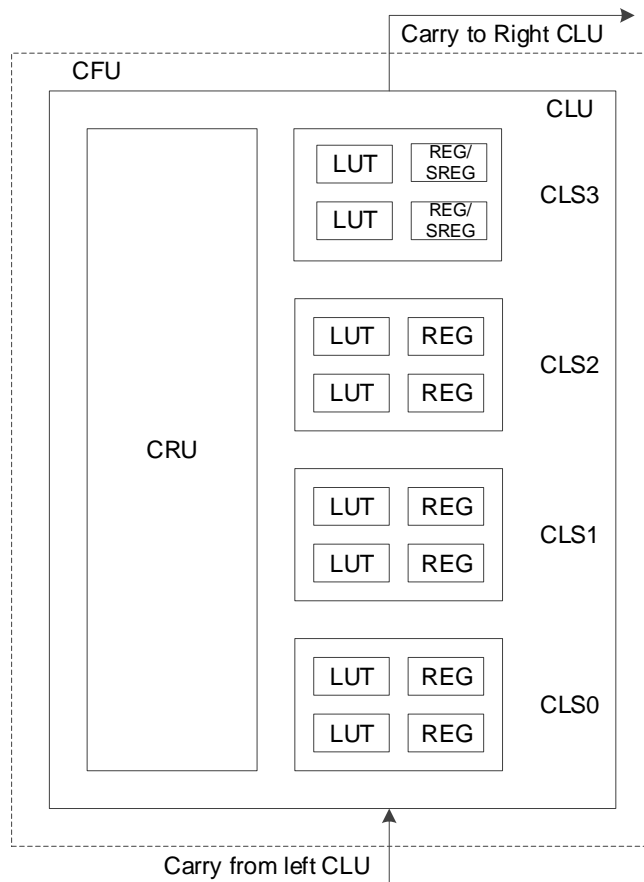 Carry to Right CLU
CFU
CLU
LUT
REG/
SREG
CLS3
LUT
REG/
SREG
LUT
REG
CLS2
LUT
REG
CRU
LUT
REG
CLS1
LUT
REG
LUT
REG
CLS0
LUT
REG
Carry from left CLU